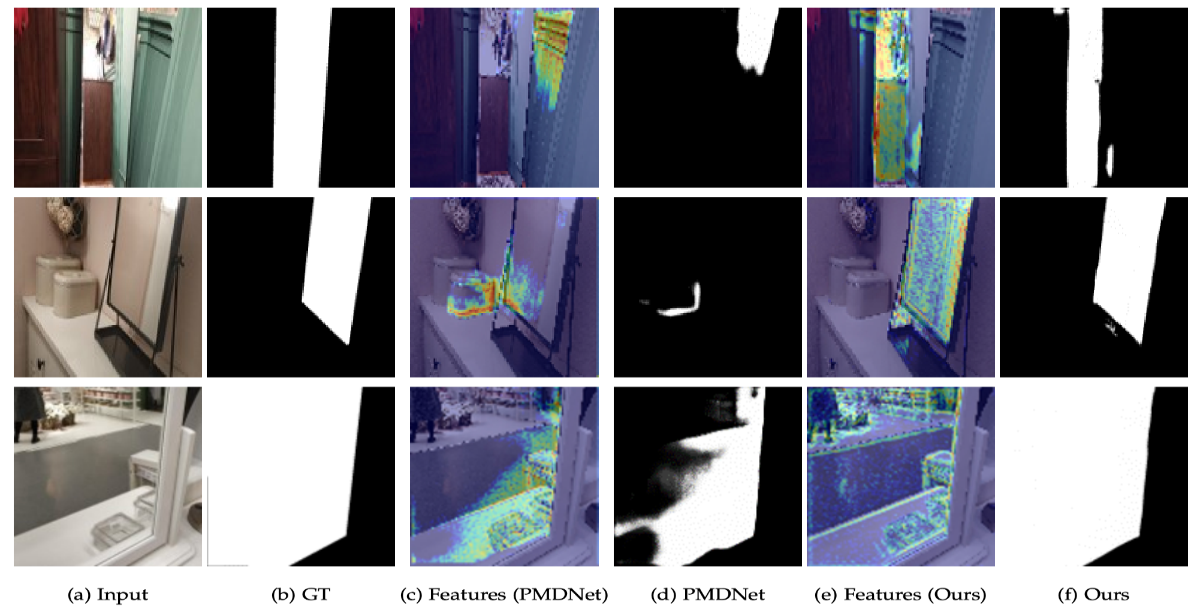 (a) Input
(b) GT
(c) Features (PMDNet)
(d) PMDNet
(e) Features (Ours)
(f) Ours